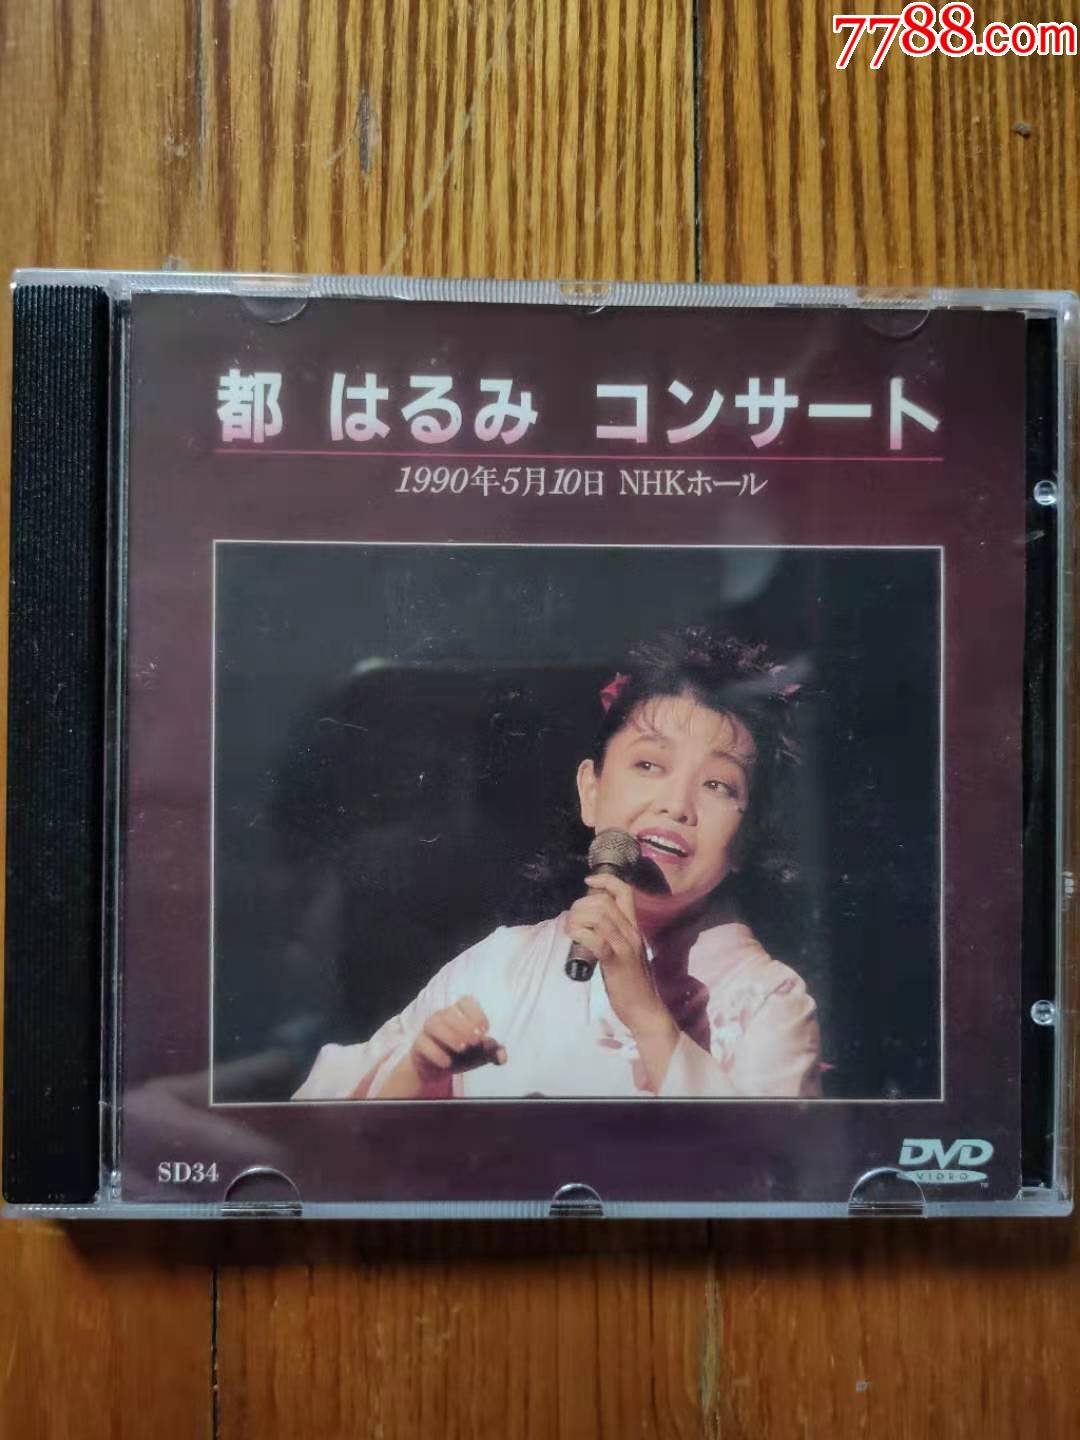 7788.com
都 はるみ コンサート
1990年5月10日 NHKホール
SD34
DVD
VIDEO